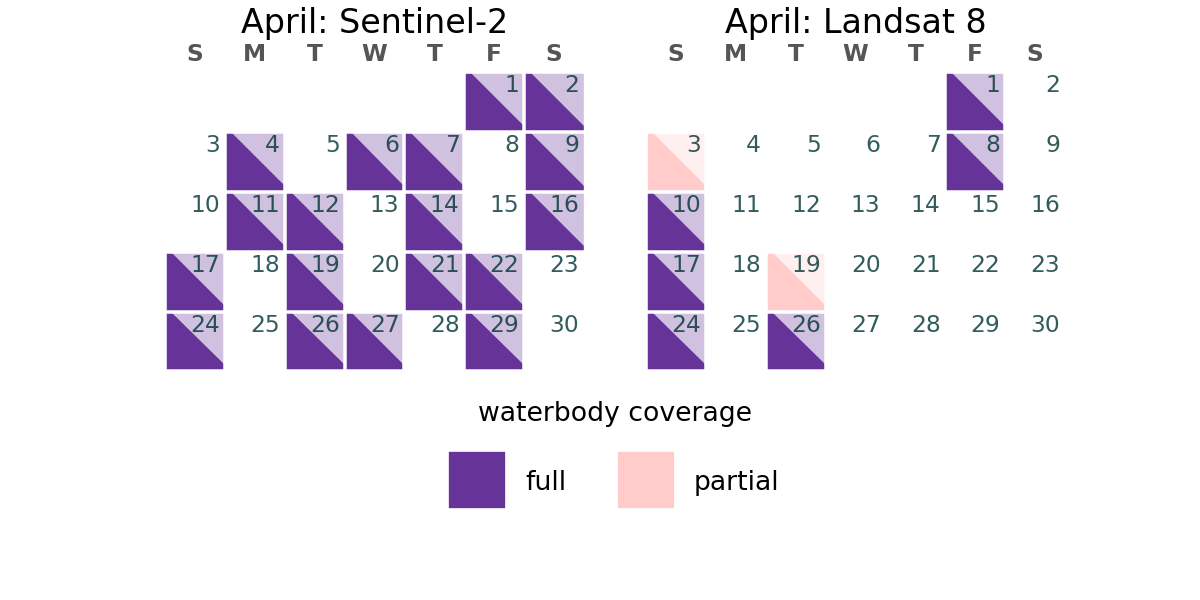 April: Sentinel-2
S M T W T F S
1 2
3 4 5 6 7 8 9
10 11 12 13 14 15 16
17 18 19 20 21 22 23
24 25 26 27 28 29 30
April: Landsat 8
S M T W T F S
1 2
3 4 5 6 7 8 9
10 11 12 13 14 15 16
17 18 19 20 21 22 23
24 25 26 27 28 29 30
waterbody coverage
full
partial